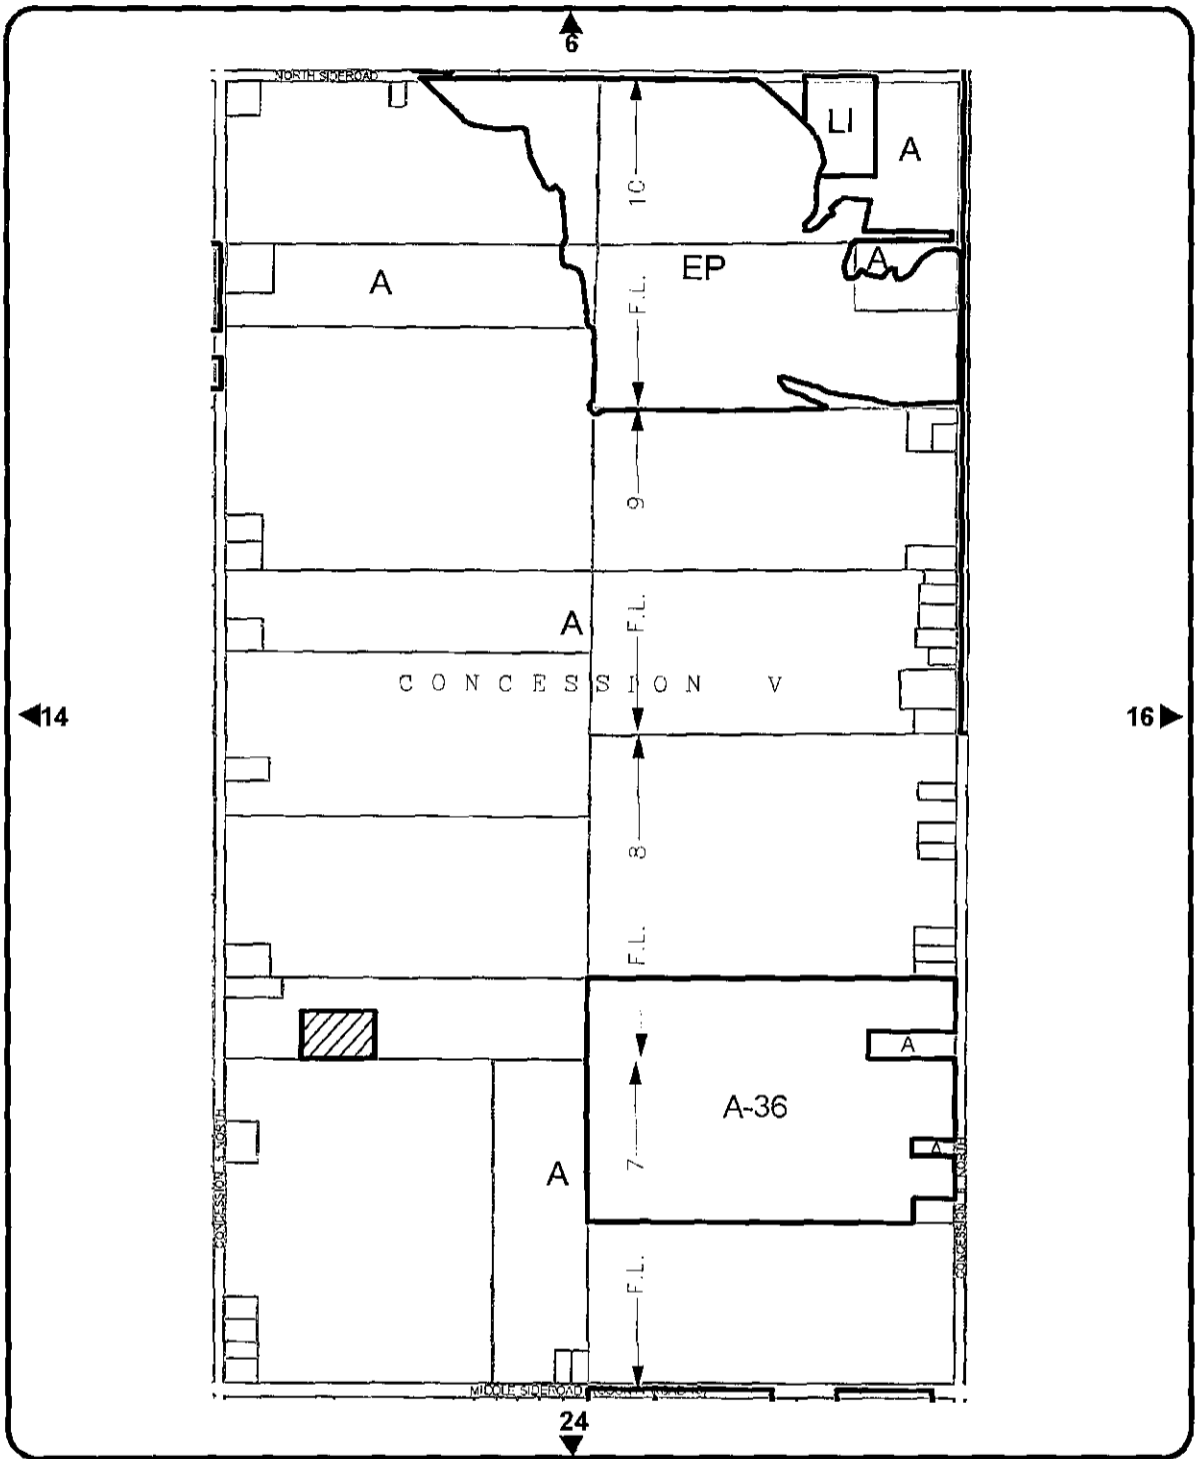 6
NORTH SIDEROAD
LI
A
10
A
EP
A
F.L.
9
F.L.
A
CONCESSION V
14
16
8
F.L.
A
A-36
A
7
A
CONCESSION 5 NORTH
CONCESSION 6 NORTH
F.L.
MIDDLE SIDEROAD
24